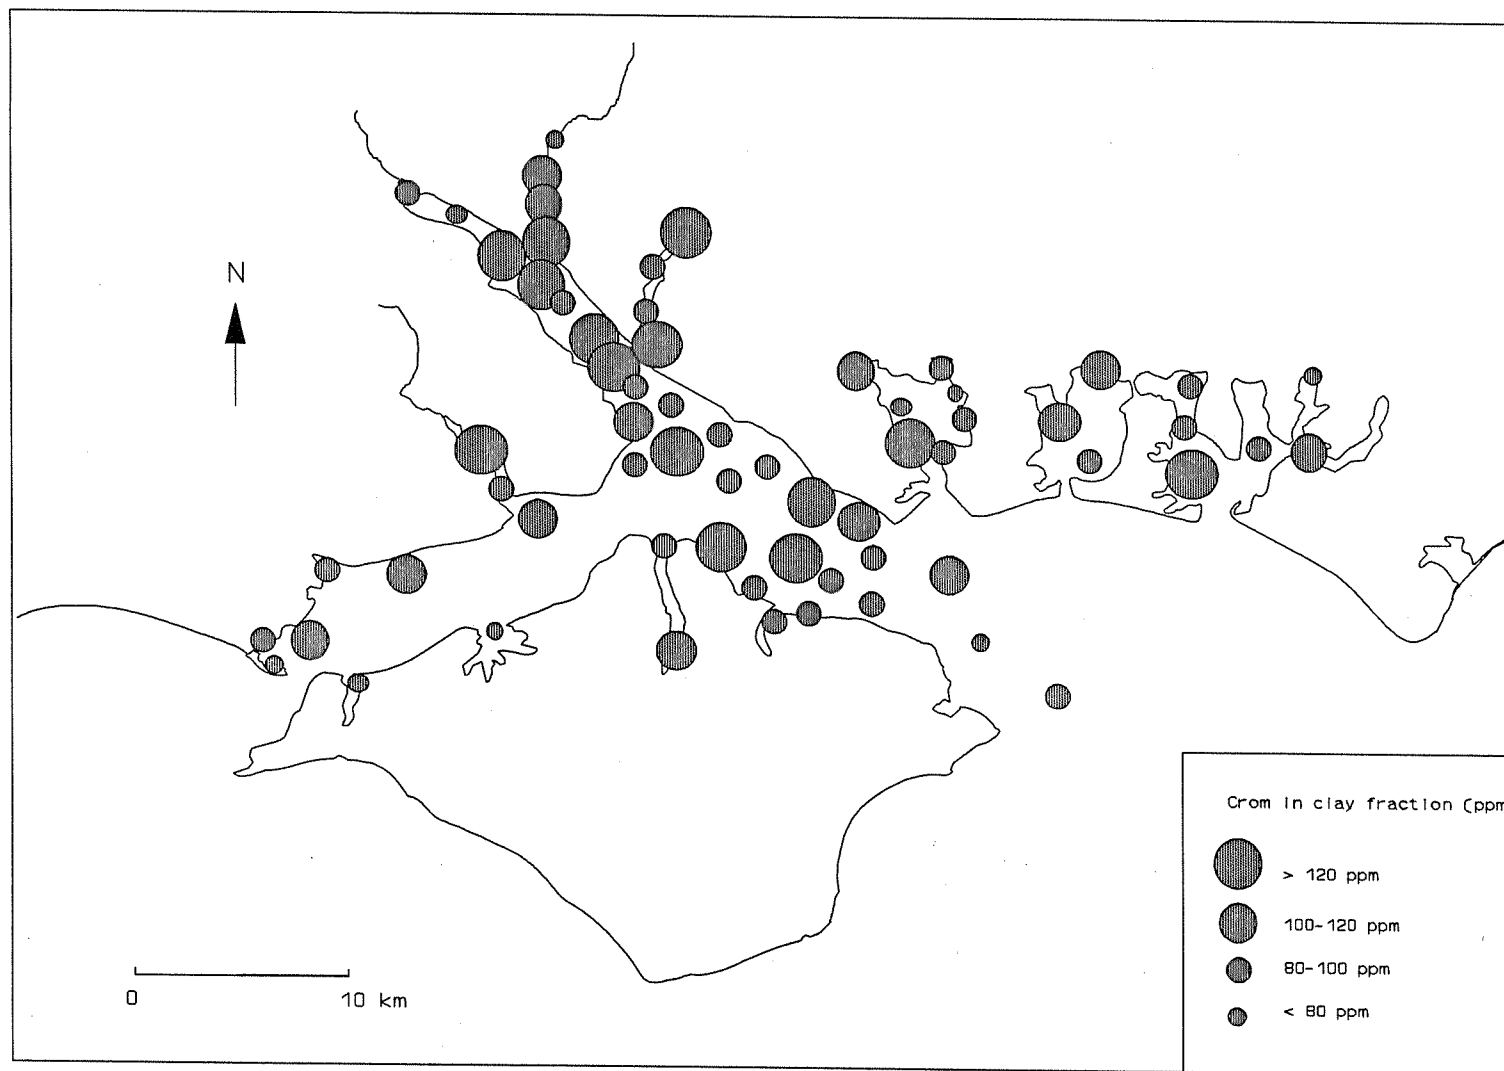 N
Crom in clay fraction (ppm
> 120 ppm
100-120 ppm
80-100 ppm
< 80 ppm
0 10 km